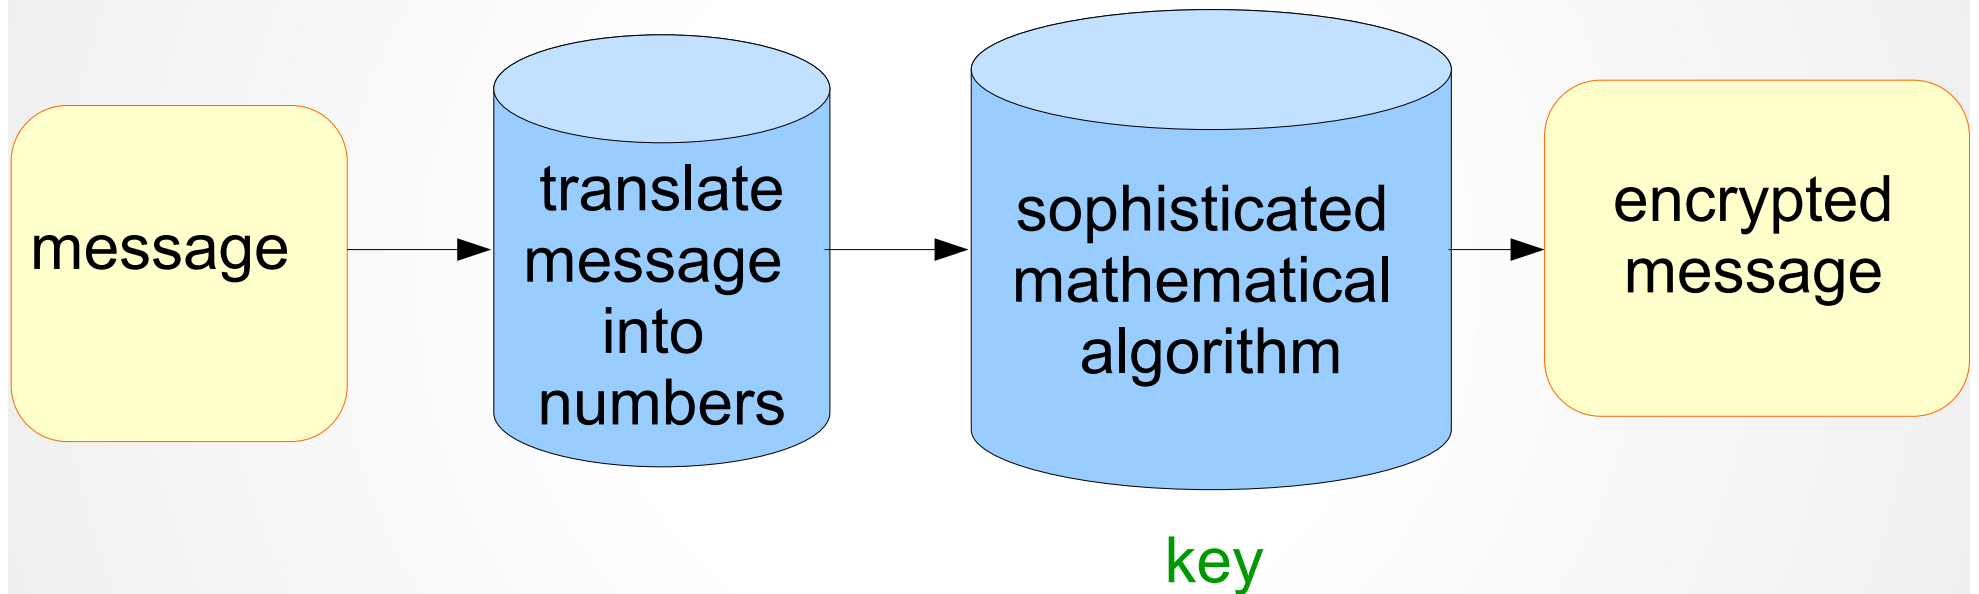 message
translate
message
into
numbers
sophisticated
mathematical
algorithm
encrypted
message
key